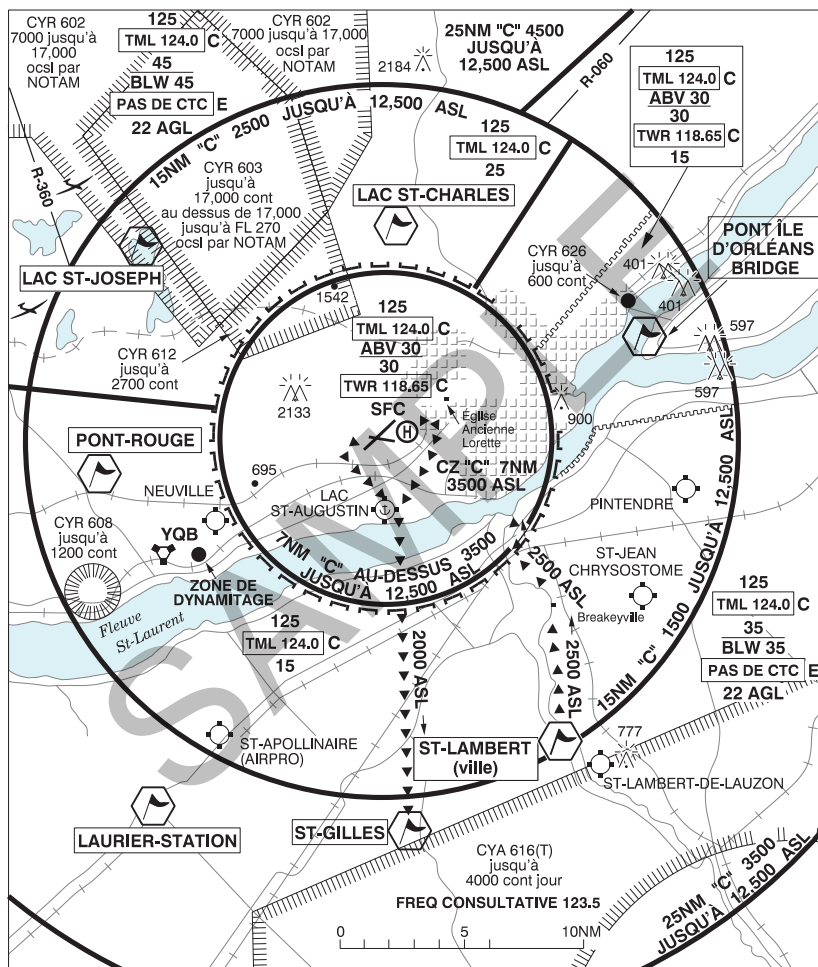 CYR 602
7000 jusqu'à
17,000
ocsl par
NOTAM
125
TML 124.0 C
45
BLW 45
PAS DE CTC E
22 AGL
CYR 602
7000 jusqu'à 17,000
ocsl par
NOTAM
2184
25NM "C" 4500
JUSQU'À
12,500 ASL
R-060
125
TML 124.0 C
ABV 30
30
TWR 118.65 C
15
15NM "C" 2500 JUSQU'À 12,500 ASL
125
TML 124.0 C
25
R-360
CYR 603
jusqu'à
17,000 cont
au dessus de 17,000
jusqu'à FL 270
ocsl par NOTAM
LAC ST-CHARLES
LAC ST-JOSEPH
PONT ÎLE
D'ORLÉANS
BRIDGE
CYR 626
jusqu'à
600 cont
401
401
1542
597
597
CYR 612
jusqu'à
2700 cont
125
TML 124.0 C
ABV 30
30
TWR 118.65 C
SFC
H
2133
Église
Ancienne
Lorette
900
PONT-ROUGE
695
CZ "C" 7NM
3500 ASL
NEUVILLE
LAC
ST-AUGUSTIN
PINTENDRE
CYR 608
jusqu'à
1200 cont
YQB
ZONE DE
DYNAMITAGE
7NM "C" AU-DESSUS 3500
JUSQU'À 12,500 ASL
2500 ASL
ST-JEAN
CHRYSOSTOME
Breakeyville
15NM "C" 1500 JUSQU'À 12,500 ASL
125
TML 124.0 C
35
BLW 35
PAS DE CTC E
22 AGL
Fleuve
St-Laurent
125
TML 124.0 C
15
2000 ASL
2500 ASL
ST-APOLLINAIRE
(AIRPRO)
ST-LAMBERT
(ville)
777
ST-LAMBERT-DE-LAUZON
LAURIER-STATION
ST-GILLES
CYA 616(T)
jusqu'à
4000 cont jour
FREQ CONSULTATIVE 123.5
25NM "C" 3500
JUSQU'À 12,500 ASL
0 5 10NM
SAMPLE